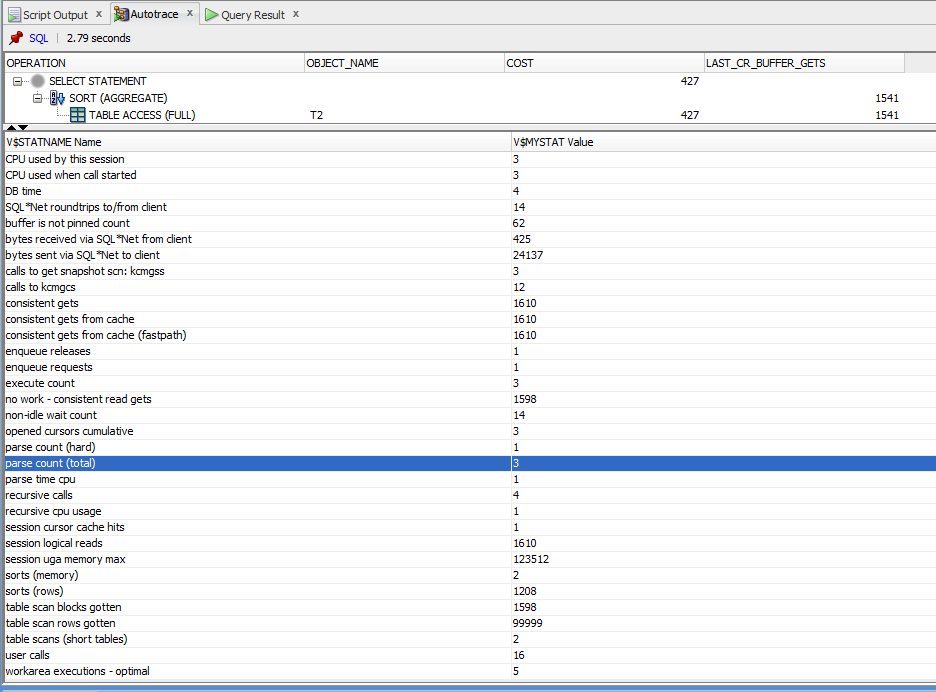 Script Output x Autotrace x Query Result x
SQL | 2.79 seconds
OPERATION OBJECT_NAME COST LAST_CR_BUFFER_GETS
SELECT STATEMENT 427
SORT (AGGREGATE) 1541
TABLE ACCESS (FULL) T2 427 1541
V$STATNAME Name V$MYSTAT Value
CPU used by this session 3
CPU used when call started 3
DB time 4
SQL*Net roundtrips to/from client 14
buffer is not pinned count 62
bytes received via SQL*Net from client 425
bytes sent via SQL*Net to client 24137
calls to get snapshot scn: kcmgss 3
calls to kcmgcs 12
consistent gets 1610
consistent gets from cache 1610
consistent gets from cache (fastpath) 1610
enqueue releases 1
enqueue requests 1
execute count 3
no work - consistent read gets 1598
non-idle wait count 14
opened cursors cumulative 3
parse count (hard) 1
parse count (total) 3
parse time cpu 1
recursive calls 4
recursive cpu usage 1
session cursor cache hits 1
session logical reads 1610
session uga memory max 123512
sorts (memory) 2
sorts (rows) 1208
table scan blocks gotten 1598
table scan rows gotten 99999
table scans (short tables) 2
user calls 16
workarea executions - optimal 5